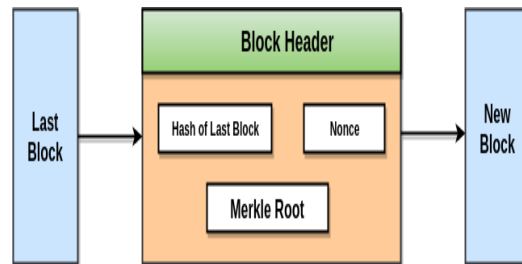 Block Header
Last
Block
Hash of Last Block
Nonce
Merkle Root
New
Block